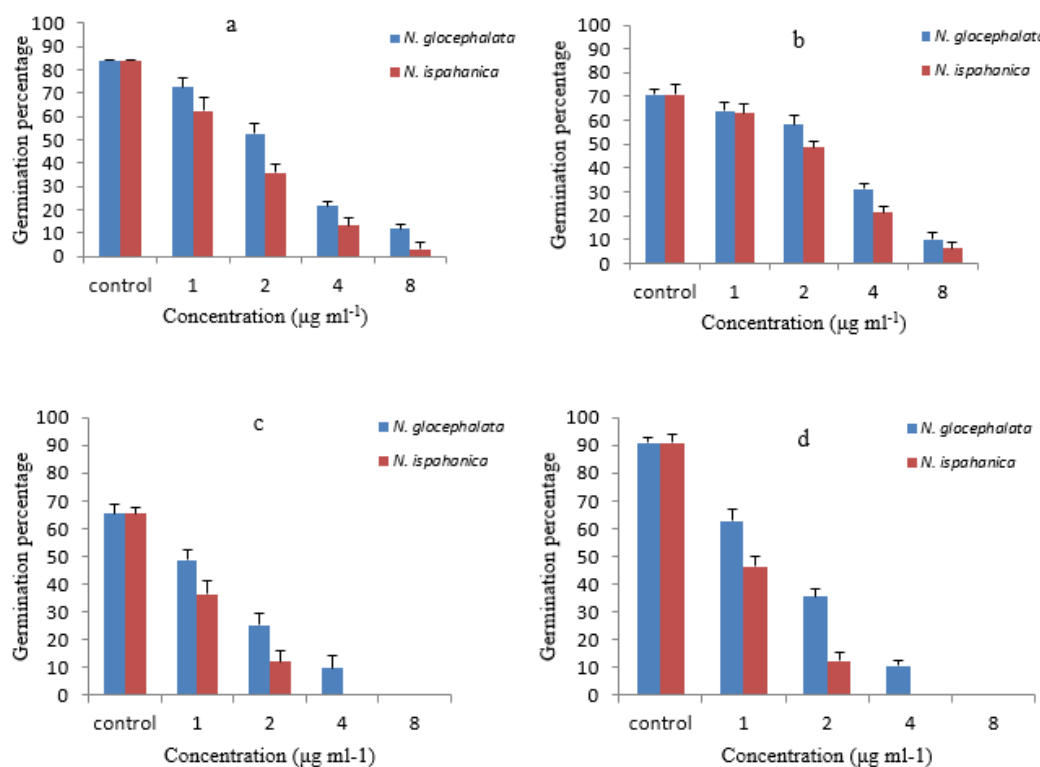 a
N. glocephalata
N. ispahanica
Germination percentage
100
90
80
70
60
50
40
30
20
10
0
control 1 2 4 8
Concentration (µg ml-1)
b
N. glocephalata
N. ispahanica
Germination percentage
100
90
80
70
60
50
40
30
20
10
0
control 1 2 4 8
Concentration (µg ml-1)
c
N. glocephalata
N. ispahanica
Germination percentage
100
90
80
70
60
50
40
30
20
10
0
control 1 2 4 8
Concentration (µg ml-1)
d
N. glocephalata
N. ispahanica
Germination percentage
100
90
80
70
60
50
40
30
20
10
0
control 1 2 4 8
Concentration (µg ml-1)